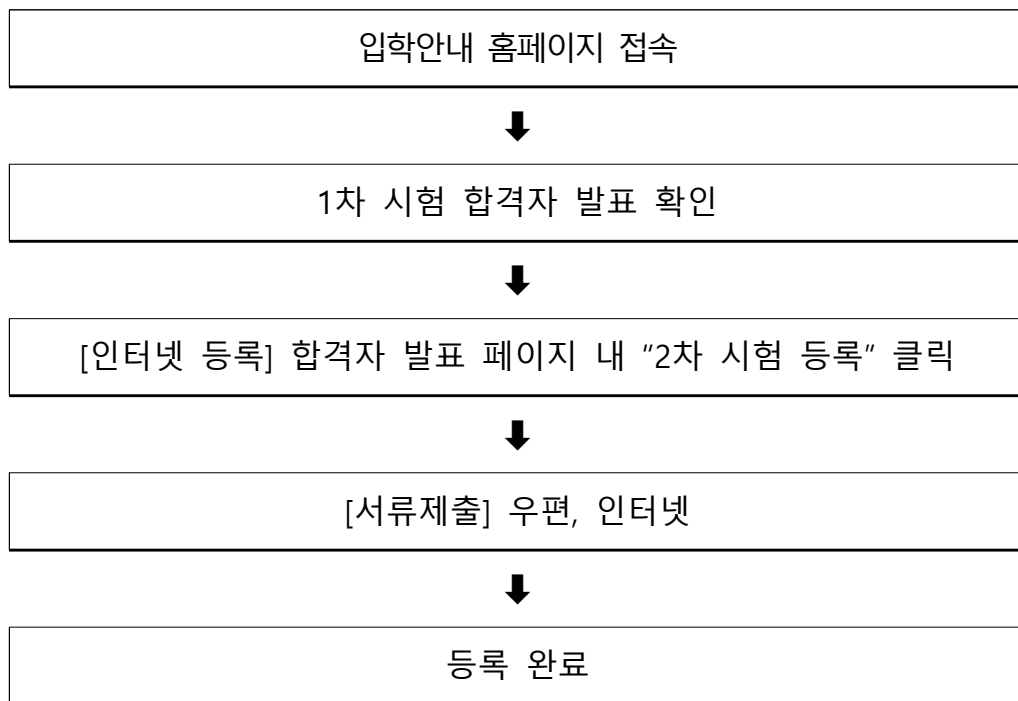 입학안내 홈페이지 접속
1차 시험 합격자 발표 확인
[인터넷 등록] 합격자 발표 페이지 내 "2차 시험 등록" 클릭
[서류제출] 우편, 인터넷
등록 완료